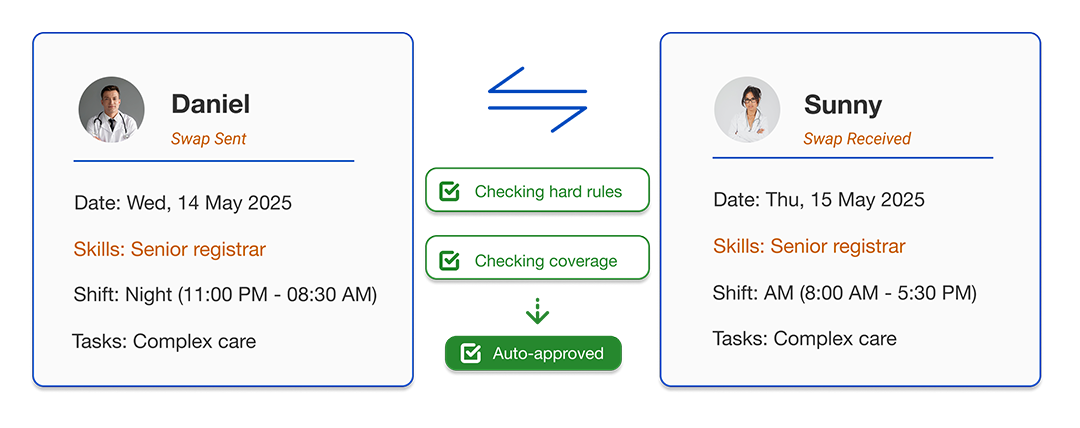 Daniel
Swap Sent
Date: Wed, 14 May 2025
Skills: Senior registrar
Shift: Night (11:00 PM - 08:30 AM)
Tasks: Complex care
Checking hard rules
Checking coverage
Auto-approved
Sunny
Swap Received
Date: Thu, 15 May 2025
Skills: Senior registrar
Shift: AM (8:00 AM - 5:30 PM)
Tasks: Complex care